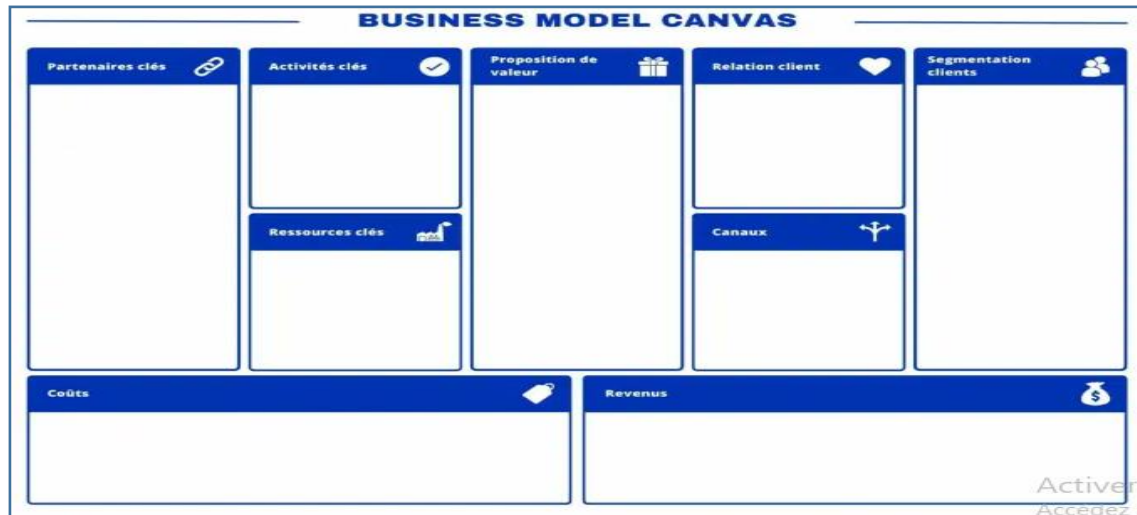 BUSINESS MODEL CANVAS
Partenaires clés
Activités clés
Proposition de
valeur
Relation client
Segmentation
clients
Ressources clés
Canaux
Coûts
Revenus
Activer
Accédez